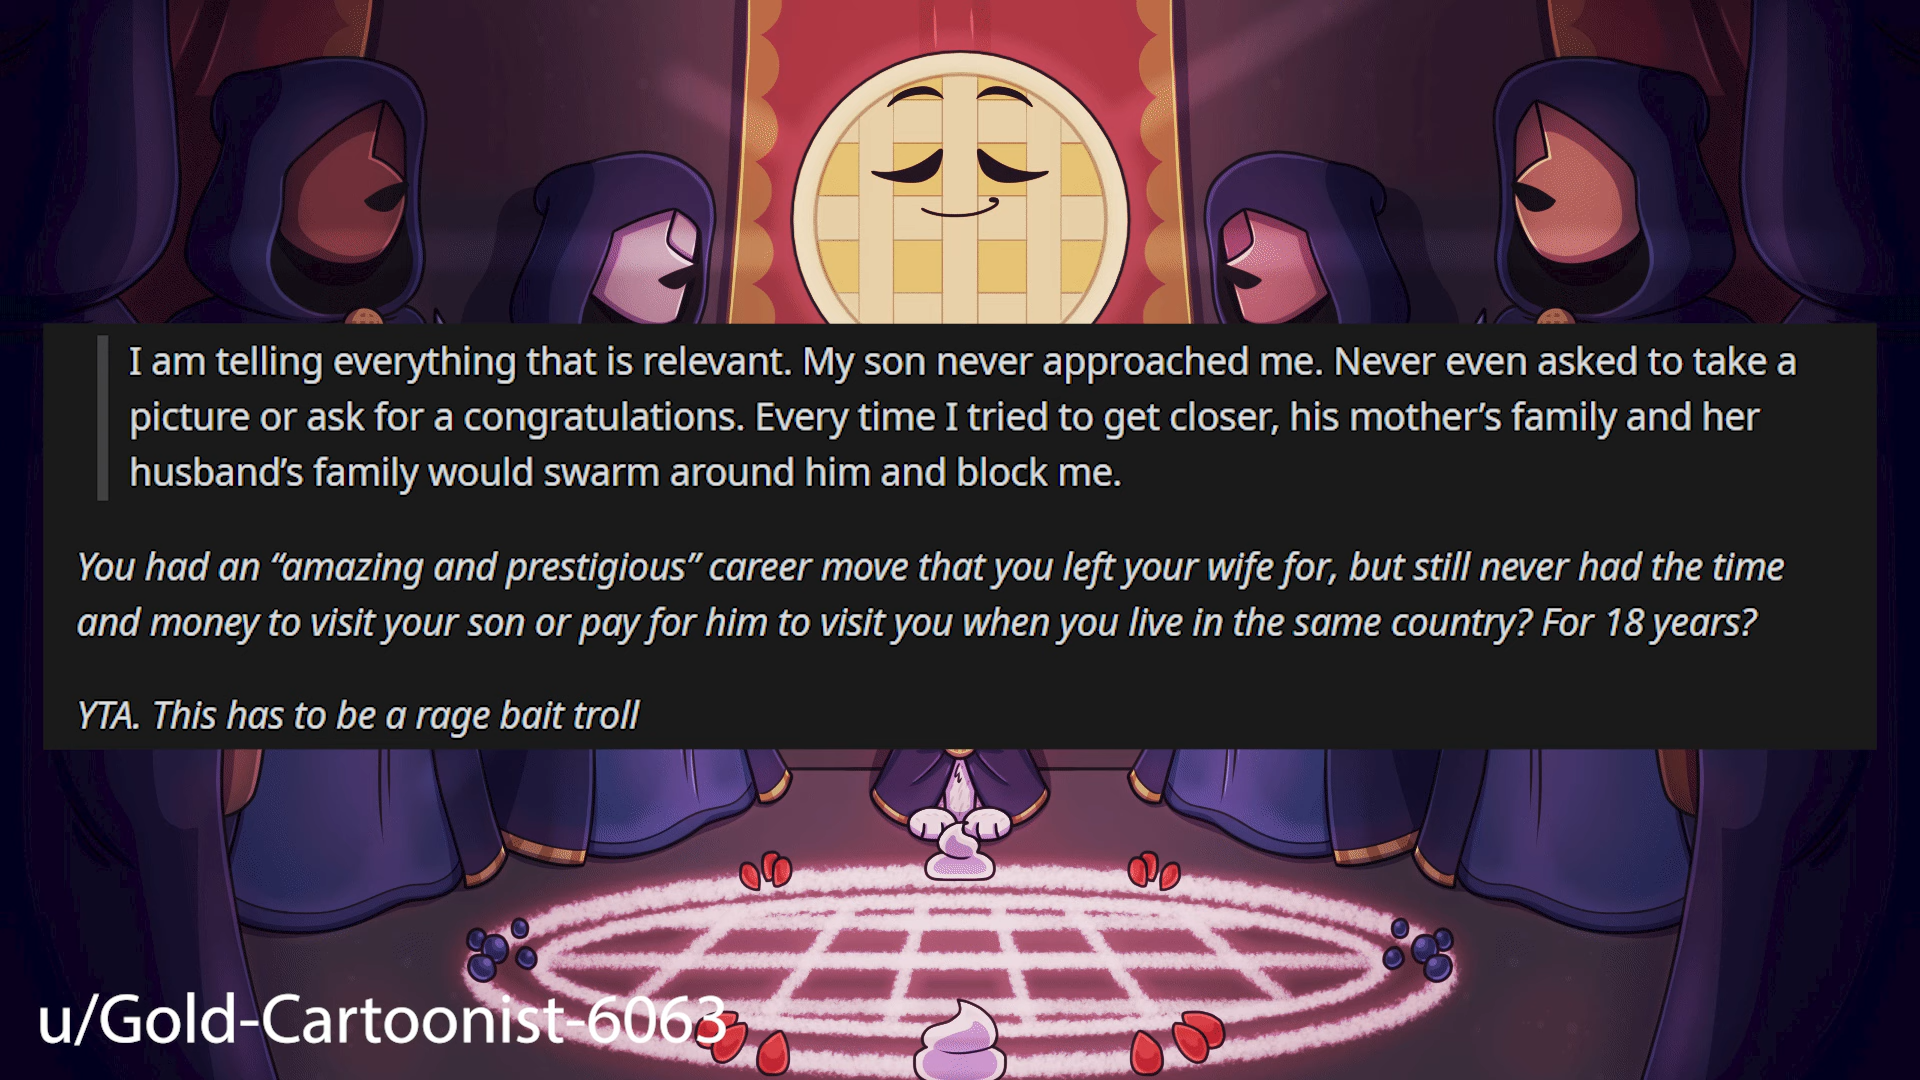 I am telling everything that is relevant. My son never approached me. Never even asked to take a
picture or ask for a congratulations. Every time I tried to get closer, his mother’s family and her
husband’s family would swarm around him and block me.
You had an “amazing and prestigious” career move that you left your wife for, but still never had the time
and money to visit your son or pay for him to visit you when you live in the same country? For 18 years?
YTA. This has to be a rage bait troll
u/Gold-Cartoonist-6063